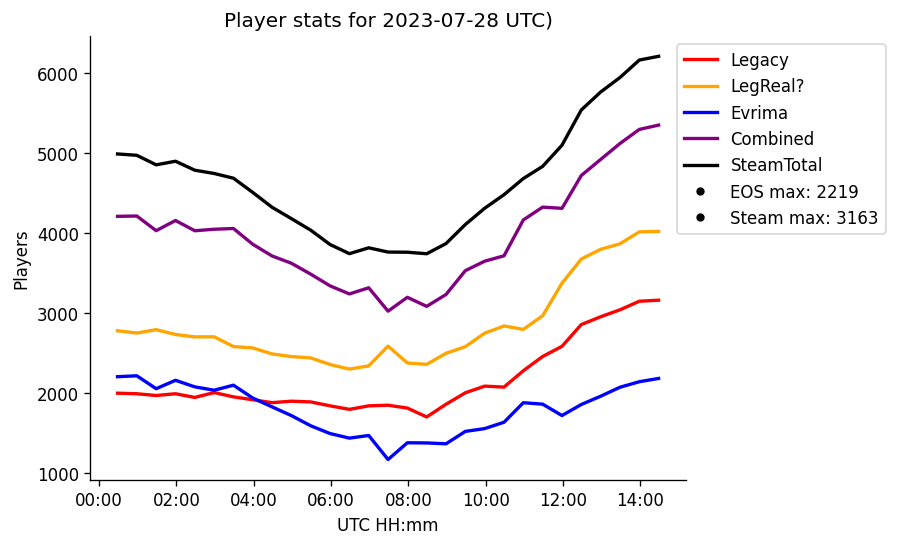 Player stats for 2023-07-28 UTC)
Players
6000
5000
4000
3000
2000
1000
00:00 02:00 04:00 06:00 08:00 10:00 12:00 14:00
UTC HH:mm
Legacy
LegReal?
Evrima
Combined
SteamTotal
EOS max: 2219
Steam max: 3163